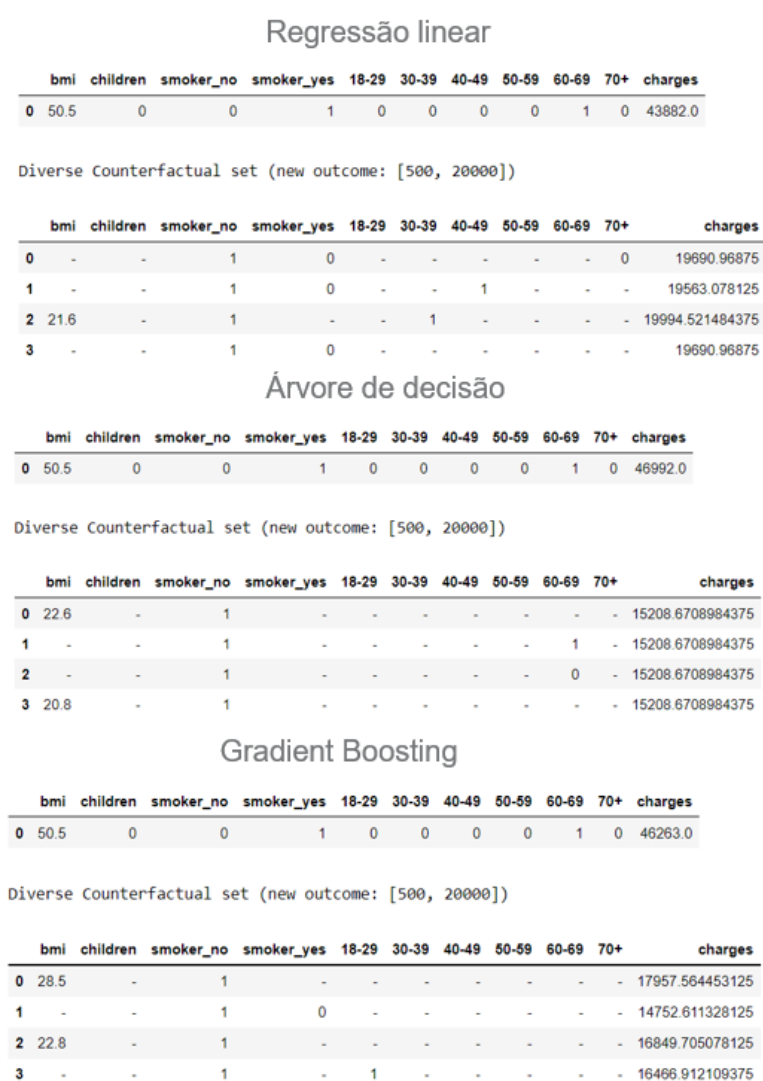 Regressão linear
bmi children smoker_no smoker_yes 18-29 30-39 40-49 50-59 60-69 70+ charges
0 50.5 0 0 1 0 0 0 0 1 0 43882.0
Diverse Counterfactual set (new outcome: [500, 20000])
bmi children smoker_no smoker_yes 18-29 30-39 40-49 50-59 60-69 70+ charges
0 - - 1 0 - - - - - 0 19690.96875
1 - - 1 0 - - 1 - - - 19563.078125
2 21.6 - 1 - - 1 - - - - 19994.521484375
3 - - 1 0 - - - - - - 19690.96875
Árvore de decisão
bmi children smoker_no smoker_yes 18-29 30-39 40-49 50-59 60-69 70+ charges
0 50.5 0 0 1 0 0 0 0 1 0 46992.0
Diverse Counterfactual set (new outcome: [500, 20000])
bmi children smoker_no smoker_yes 18-29 30-39 40-49 50-59 60-69 70+ charges
0 22.6 - 1 - - - - - - - 15208.6708984375
1 - - 1 - - - - - 1 - 15208.6708984375
2 - - 1 - - - - - 0 - 15208.6708984375
3 20.8 - 1 - - - - - - - 15208.6708984375
Gradient Boosting
bmi children smoker_no smoker_yes 18-29 30-39 40-49 50-59 60-69 70+ charges
0 50.5 0 0 1 0 0 0 0 1 0 46263.0
Diverse Counterfactual set (new outcome: [500, 20000])
bmi children smoker_no smoker_yes 18-29 30-39 40-49 50-59 60-69 70+ charges
0 28.5 - 1 - - - - - - - 17957.564453125
1 - - 1 0 - - - - - - 14752.611328125
2 22.8 - 1 - - - - - - - 16849.705078125
3 - - 1 - 1 - - - - - 16466.912109375